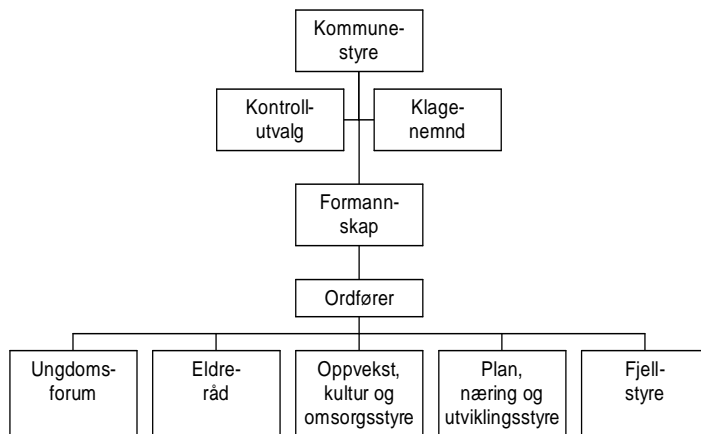 Kommune-
styre
Kontroll-
utvalg
Klage-
nemnd
Formann-
skap
Ordfører
Ungdoms-
forum
Eldre-
råd
Oppvekst,
kultur og
omsorgsstyre
Plan,
næring og
utviklingsstyre
Fjell-
styre